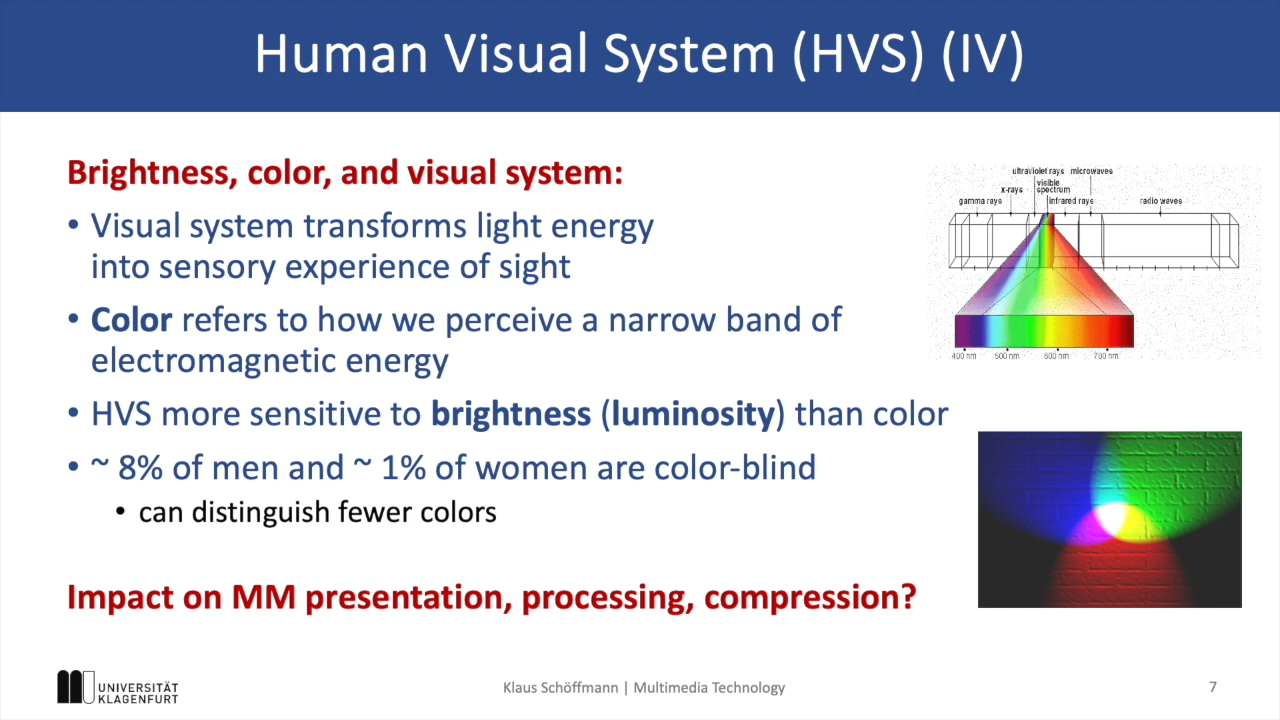 Human Visual System (HVS) (IV)
Brightness, color, and visual system:
• Visual system transforms light energy
into sensory experience of sight
• Color refers to how we perceive a narrow band of
electromagnetic energy
• HVS more sensitive to brightness (luminosity) than color
• ~ 8% of men and ~ 1% of women are color-blind
• can distinguish fewer colors
Impact on MM presentation, processing, compression?
ultraviolet rays microwaves
visible
x-rays spectrum
gamma rays infrared rays radio waves
400 nm 500 nm 600 nm 700 nm
UNIVERSITÄT
KLAGENFURT
Klaus Schöffmann | Multimedia Technology
7